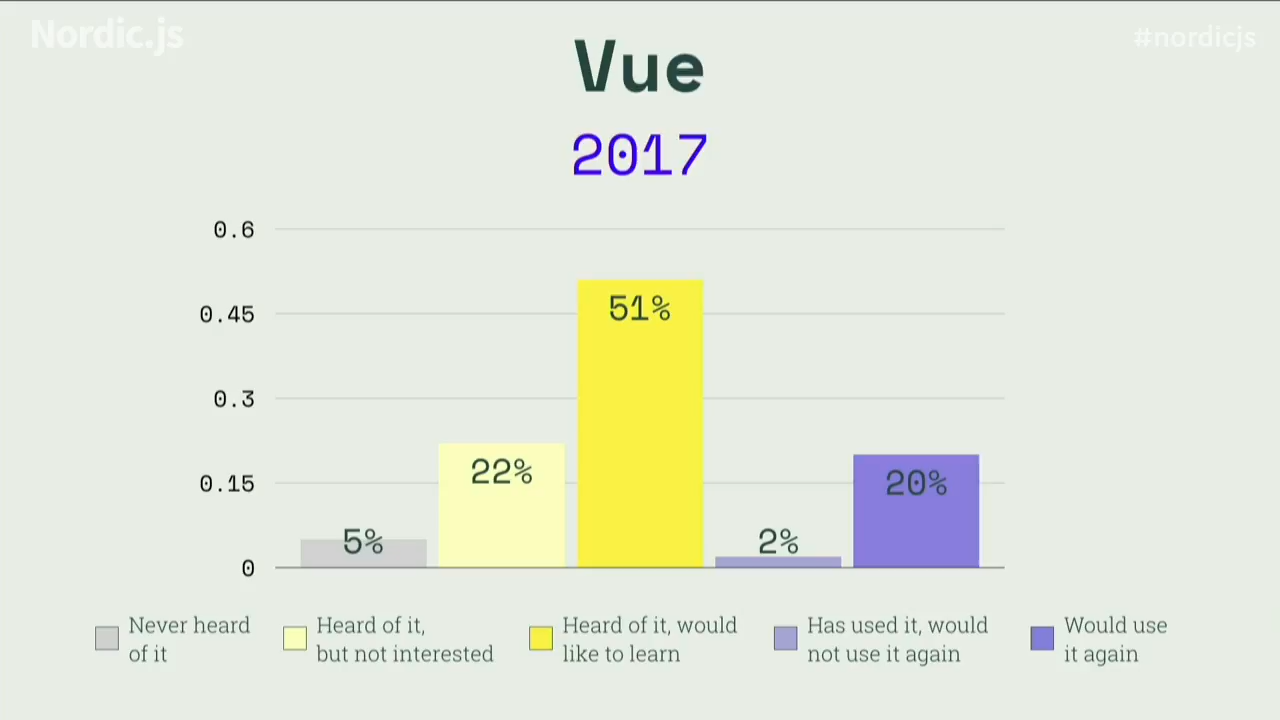 Nordic.js
#nordicjs
Vue
2017
0.6
0.45
0.3
0.15
0
5%
22%
51%
2%
20%
Never heard
of it
Heard of it,
but not interested
Heard of it, would
like to learn
Has used it, would
not use it again
Would use
it again